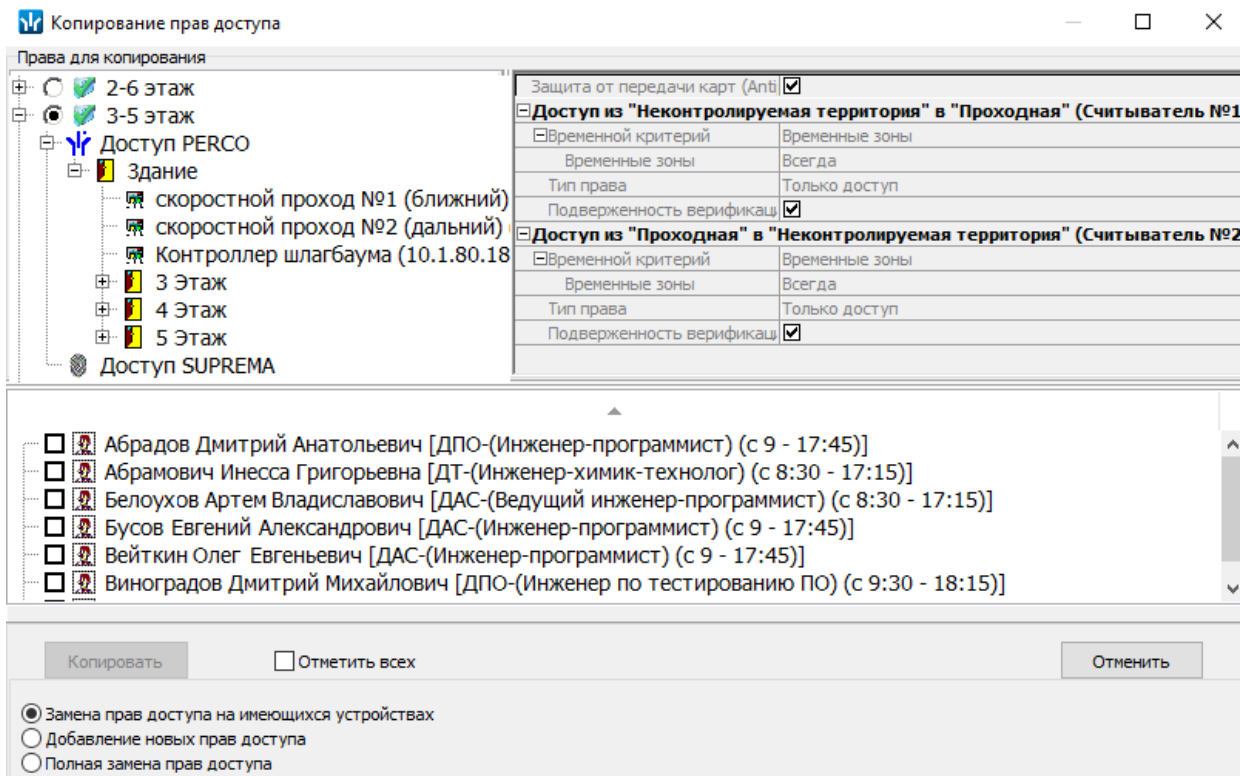 Копирование прав доступа
Права для копирования
2-6 этаж
3-5 этаж
Доступ PERCO
Здание
скоростной проход №1 (ближний)
скоростной проход №2 (дальний)
Контроллер шлагбаума (10.1.80.18
3 Этаж
4 Этаж
5 Этаж
Доступ SUPREMA
Защита от передачи карт (Anti
Доступ из "Неконтролируемая территория" в "Проходная" (Считыватель №1
Временной критерий Временные зоны
Временные зоны Всегда
Тип права Только доступ
Подверженность верификац
Доступ из "Проходная" в "Неконтролируемая территория" (Считыватель №2
Временной критерий Временные зоны
Временные зоны Всегда
Тип права Только доступ
Подверженность верификац
Абрадов Дмитрий Анатольевич [ДПО-(Инженер-программист) (с 9 - 17:45)]
Абрамович Инесса Григорьевна [ДТ-(Инженер-химик-технолог) (с 8:30 - 17:15)]
Белоухов Артем Владиславович [ДАС-(Ведущий инженер-программист) (с 8:30 - 17:15)]
Бусов Евгений Александрович [ДАС-(Инженер-программист) (с 9 - 17:45)]
Вейткин Олег Евгеньевич [ДАС-(Инженер-программист) (с 9 - 17:45)]
Виноградов Дмитрий Михайлович [ДПО-(Инженер по тестированию ПО) (с 9:30 - 18:15)]
Копировать Отметить всех Отменить
Замена прав доступа на имеющихся устройствах
Добавление новых прав доступа
Полная замена прав доступа